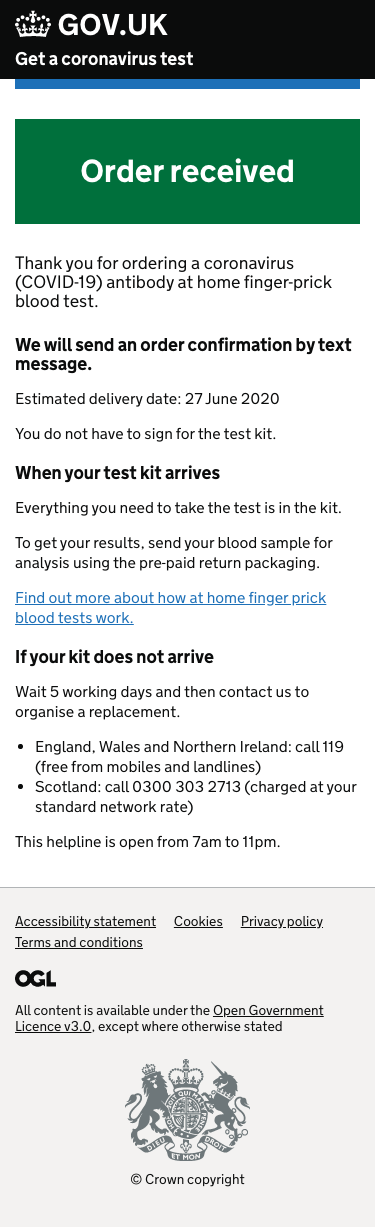 GOV.UK
Get a coronavirus test
Order received
Thank you for ordering a coronavirus
(COVID-19) antibody at home finger-prick
blood test.
We will send an order confirmation by text
message.
Estimated delivery date: 27 June 2020
You do not have to sign for the test kit.
When your test kit arrives
Everything you need to take the test is in the kit.
To get your results, send your blood sample for
analysis using the pre-paid return packaging.
Find out more about how at home finger prick
blood tests work.
If your kit does not arrive
Wait 5 working days and then contact us to
organise a replacement.
• England, Wales and Northern Ireland: call 119
(free from mobiles and landlines)
• Scotland: call 0300 303 2713 (charged at your
standard network rate)
This helpline is open from 7am to 11pm.
Accessibility statement Cookies Privacy policy
Terms and conditions
OGL
All content is available under the Open Government
Licence v3.0, except where otherwise stated
DIEU ET MON DROIT
© Crown copyright